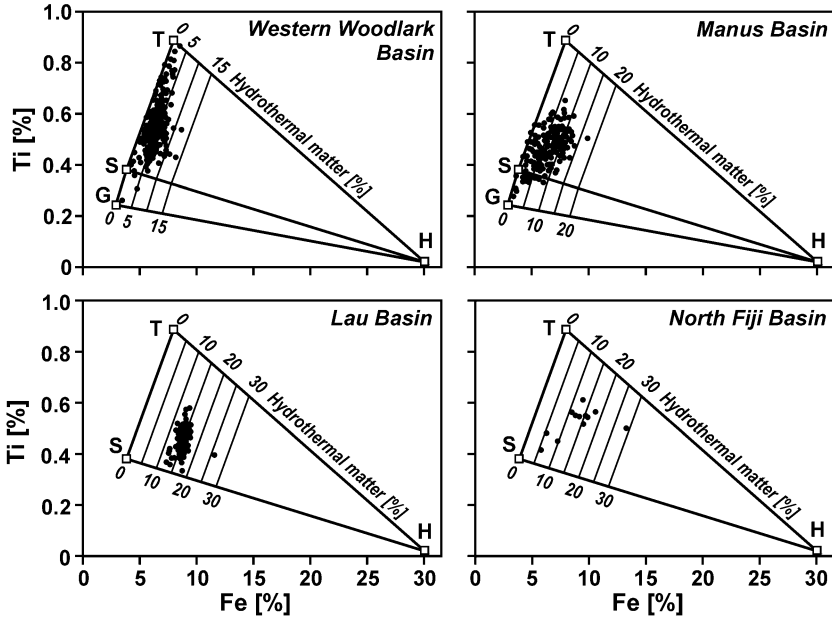 Western Woodlark
Basin
1.0
0.8
0.6
0.4
0.2
0
Ti [%]
T
S
G
H
0 5 15 Hydrothermal matter [%]
0 5 15
Manus Basin
T
S
G
H
0 10 20 Hydrothermal matter [%]
0 10 20
Lau Basin
1.0
0.8
0.6
0.4
0.2
0
Ti [%]
T
S
H
0 10 20 30 Hydrothermal matter [%]
0 10 20 30
0 5 10 15 20 25 30
Fe [%]
North Fiji Basin
T
S
H
0 10 20 30 Hydrothermal matter [%]
0 10 20 30
0 5 10 15 20 25 30
Fe [%]